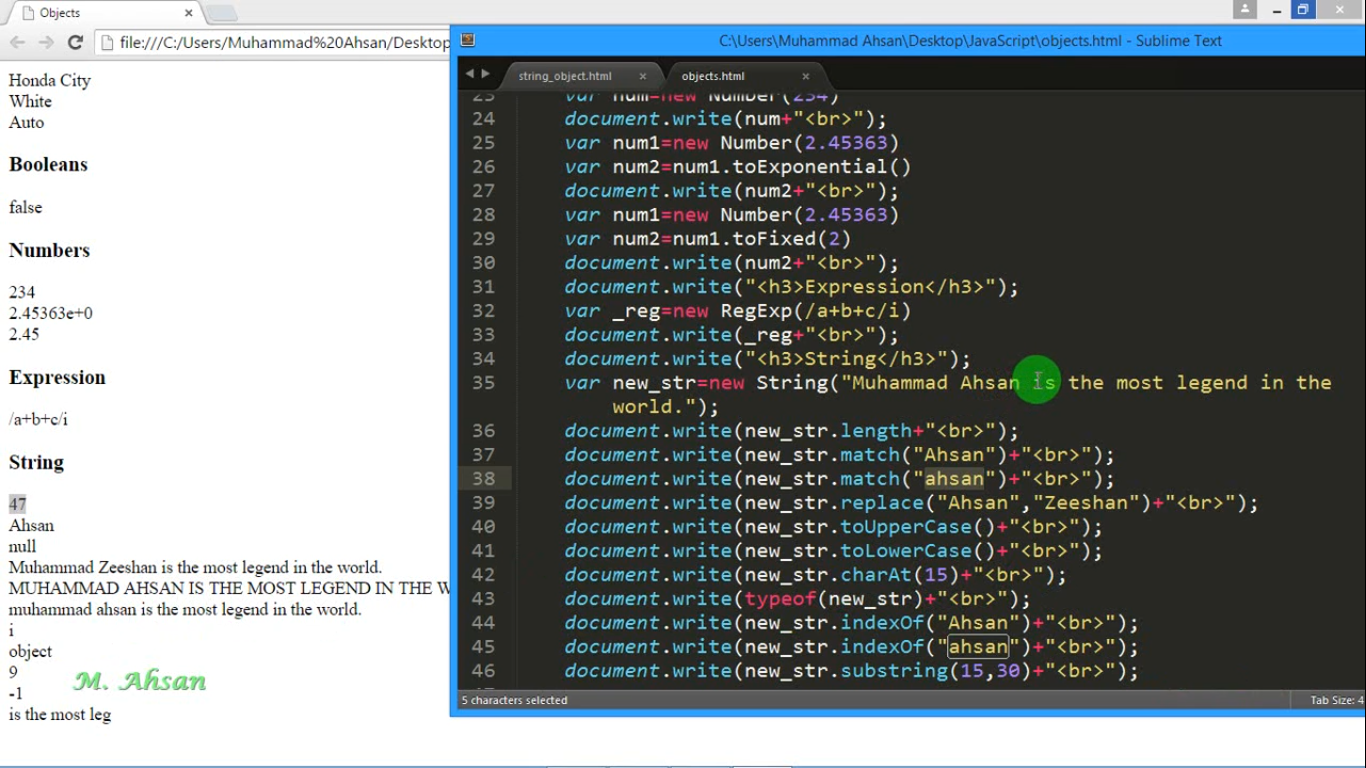 Objects
file:///C:/Users/Muhammad%20Ahsan/Desktop
Honda City
White
Auto
Booleans
false
Numbers
234
2.45363e+0
2.45
Expression
/a+b+c/i
String
47
Ahsan
null
Muhammad Zeeshan is the most legend in the world.
MUHAMMAD AHSAN IS THE MOST LEGEND IN THE W
muhammad ahsan is the most legend in the world.
i
object
9
-1
is the most leg
M. Ahsan
C:\Users\Muhammad Ahsan\Desktop\JavaScript\objects.html - Sublime Text
string_object.html
objects.html
23 var num=new Number(234)
24 document.write(num+"<br>");
25 var num1=new Number(2.45363)
26 var num2=num1.toExponential()
27 document.write(num2+"<br>");
28 var num1=new Number(2.45363)
29 var num2=num1.toFixed(2)
30 document.write(num2+"<br>");
31 document.write("<h3>Expression</h3>");
32 var _reg=new RegExp(/a+b+c/i)
33 document.write(_reg+"<br>");
34 document.write("<h3>String</h3>");
35 var new_str=new String("Muhammad Ahsan is the most legend in the
world.");
36 document.write(new_str.length+"<br>");
37 document.write(new_str.match("Ahsan")+"<br>");
38 document.write(new_str.match("ahsan")+"<br>");
39 document.write(new_str.replace("Ahsan","Zeeshan")+"<br>");
40 document.write(new_str.toUpperCase()+"<br>");
41 document.write(new_str.toLowerCase()+"<br>");
42 document.write(new_str.charAt(15)+"<br>");
43 document.write(typeof(new_str)+"<br>");
44 document.write(new_str.indexOf("Ahsan")+"<br>");
45 document.write(new_str.indexOf("ahsan")+"<br>");
46 document.write(new_str.substring(15,30)+"<br>");
5 characters selected
Tab Size: 4